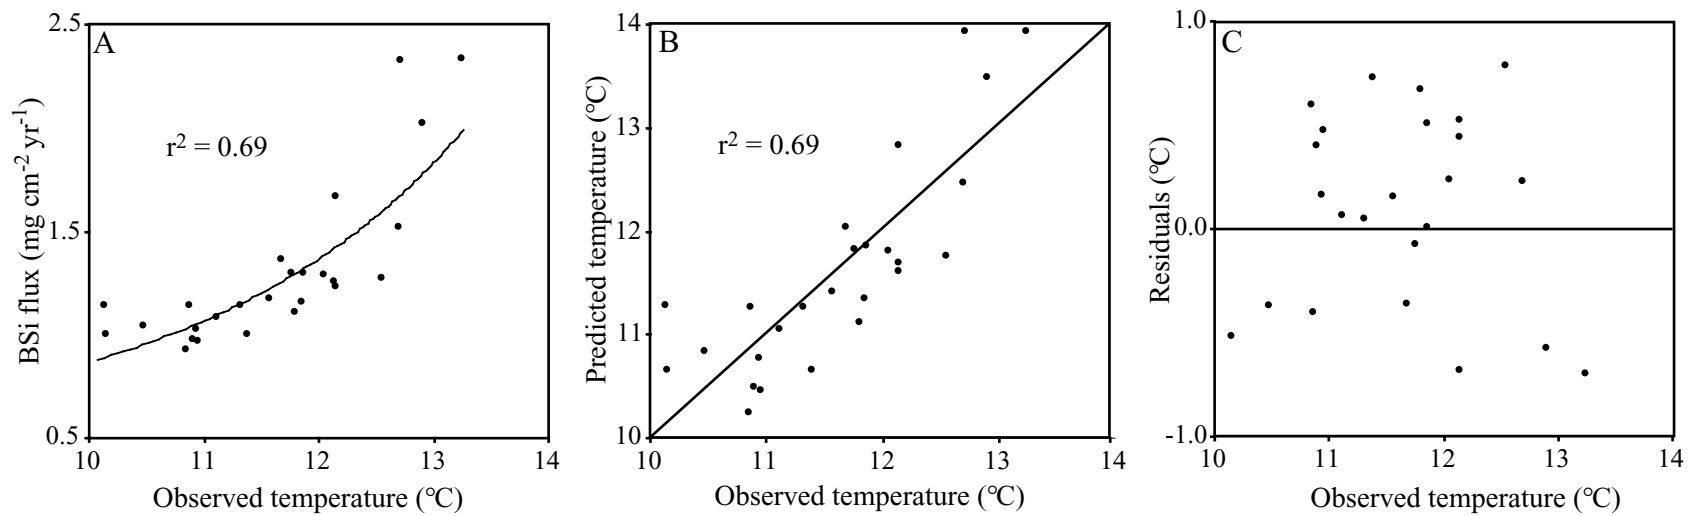 A
2.5
1.5
0.5
BSi flux (mg cm-2 yr-1)
r2 = 0.69
10 11 12 13 14
Observed temperature (°C)
B
14
13
12
11
10
Predicted temperature (°C)
r2 = 0.69
10 11 12 13 14
Observed temperature (°C)
C
1.0
0.0
-1.0
Residuals (°C)
10 11 12 13 14
Observed temperature (°C)